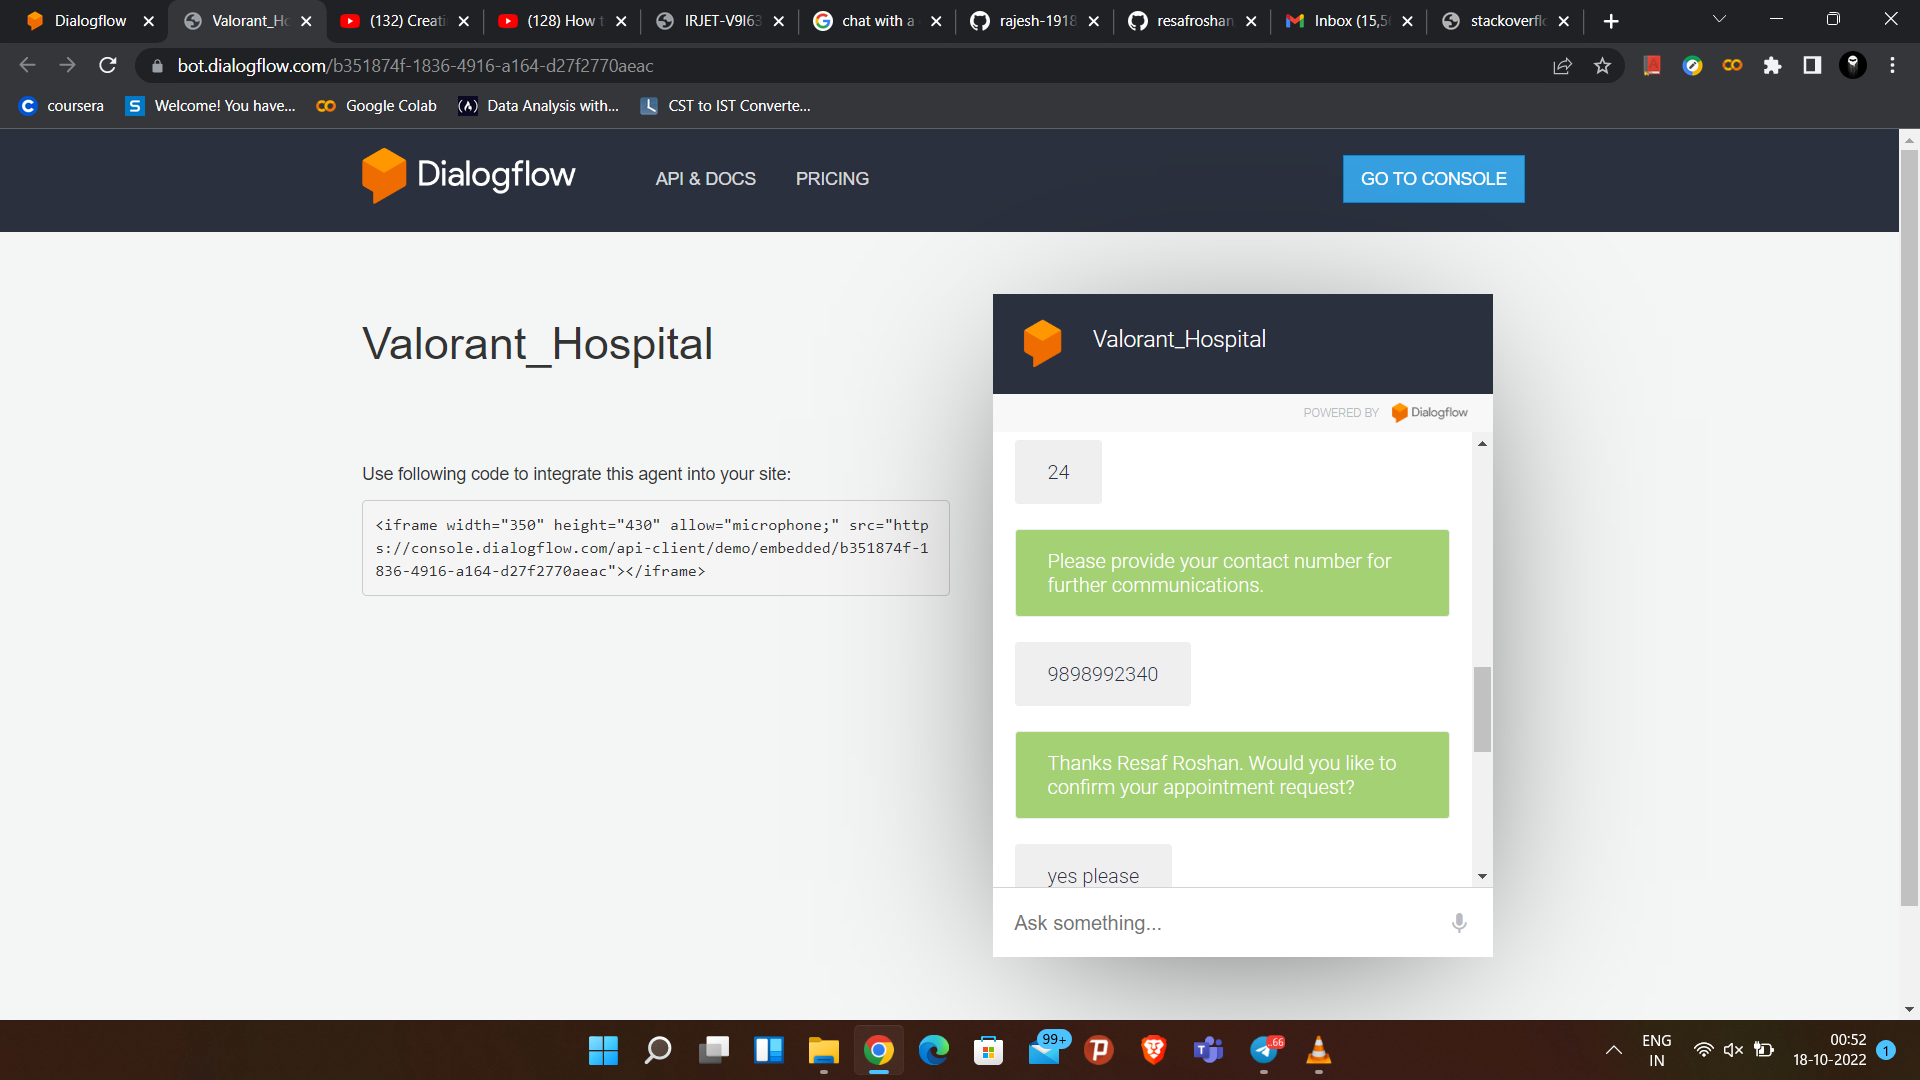 Dialogflow
Valorant_Ho
(132) Creati
(128) How t
IRJET-V9I63
chat with a
rajesh-1918
resafroshan
Inbox (15,5
stackoverfl
bot.dialogflow.com/b351874f-1836-4916-a164-d27f2770aeac
coursera
Welcome! You have...
Google Colab
Data Analysis with...
CST to IST Converte...
Dialogflow
API & DOCS
PRICING
GO TO CONSOLE
Valorant_Hospital
Use following code to integrate this agent into your site:
<iframe width="350" height="430" allow="microphone;" src="http
s://console.dialogflow.com/api-client/demo/embedded/b351874f-1
836-4916-a164-d27f2770aeac"></iframe>
Valorant_Hospital
POWERED BY Dialogflow
24
Please provide your contact number for
further communications.
9898992340
Thanks Resaf Roshan. Would you like to
confirm your appointment request?
yes please
Ask something...
99+
66
ENG
IN
00:52
18-10-2022
1